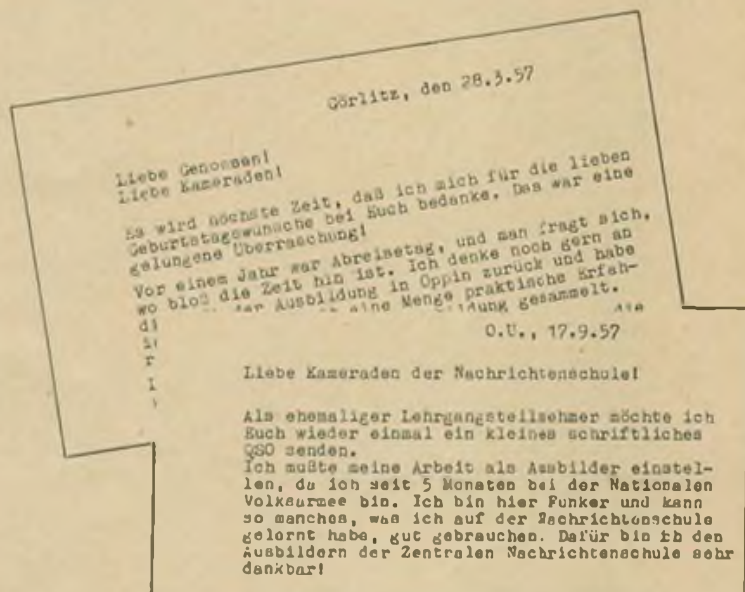 Görlitz, den 28.3.57
Liebe Genossen!
Liebe Kameraden!
Es wird höchste Zeit, daß ich mich für die lieben
Geburtstagswünsche bei Euch bedanke. Das war eine
gelungene Überraschung!
Vor einem Jahr war Abreisetag, und man fragt sich,
wo bloß die Zeit hin ist. Ich denke noch gern an
der Ausbildung in Oppin zurück und habe
eine Menge praktische Erfah-
dung gesammelt.
die
O.U., 17.9.57
Liebe Kameraden der Nachrichtenschule!
Als ehemaliger Lehrgangsteilnehmer möchte ich
Euch wieder einmal ein kleines schriftliches
QSO senden.
Ich mußte meine Arbeit als Ausbilder einstel-
len, da ich seit 5 Monaten bei der Nationalen
Volksarmee bin. Ich bin hier Funker und kann
so manches, was ich auf der Nachrichtenschule
gelernt habe, gut gebrauchen. Dafür bin ih den
Ausbildern der Zentralen Nachrichtenschule sehr
dankbar!